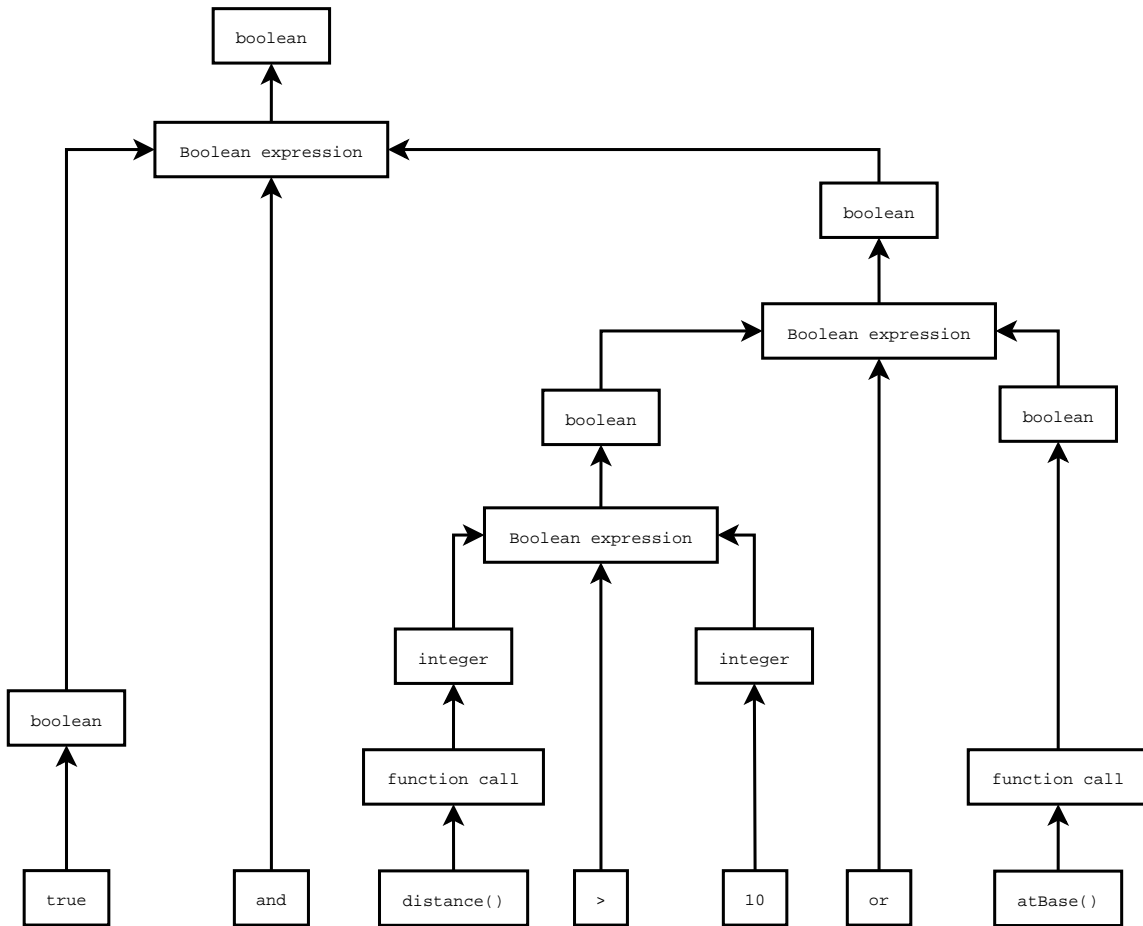 boolean
Boolean expression
boolean
Boolean expression
boolean
boolean
Boolean expression
integer
integer
boolean
function call
function call
true
and
distance()
>
10
or
atBase()